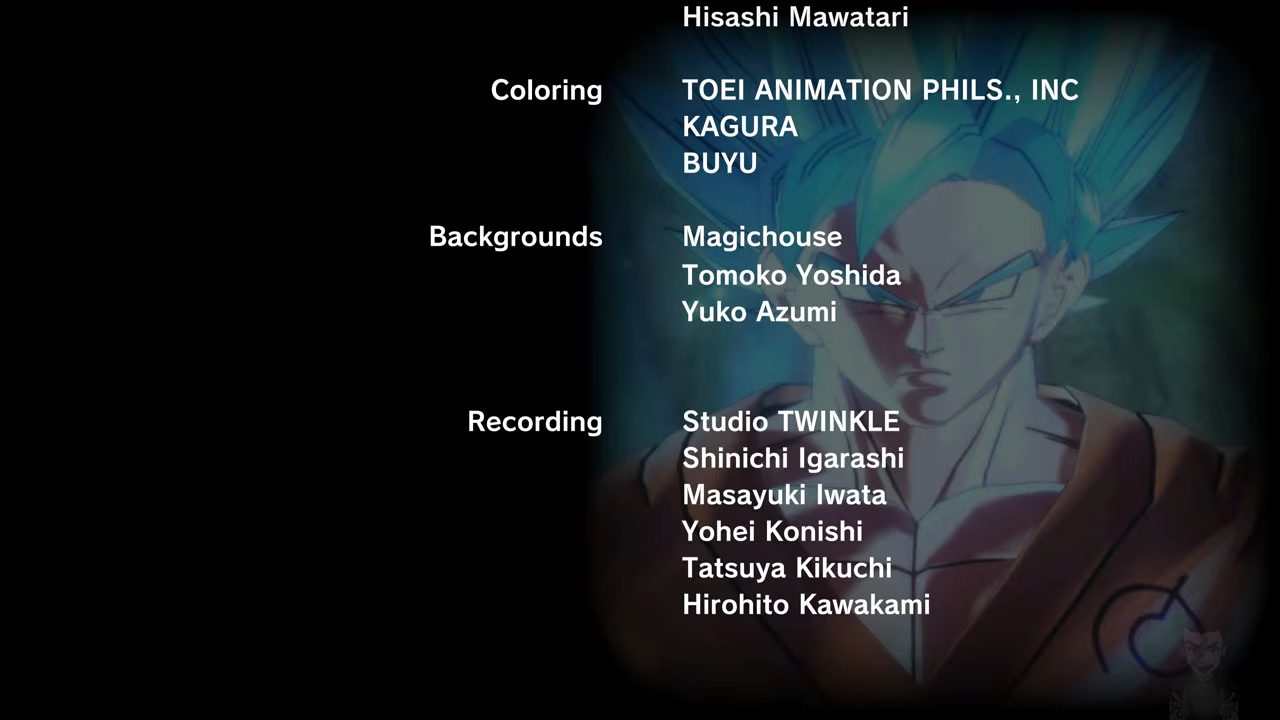 Hisashi Mawatari
Coloring TOEI ANIMATION PHILS., INC
KAGURA
BUYU
Backgrounds Magichouse
Tomoko Yoshida
Yuko Azumi
Recording Studio TWINKLE
Shinichi Igarashi
Masayuki Iwata
Yohei Konishi
Tatsuya Kikuchi
Hirohito Kawakami